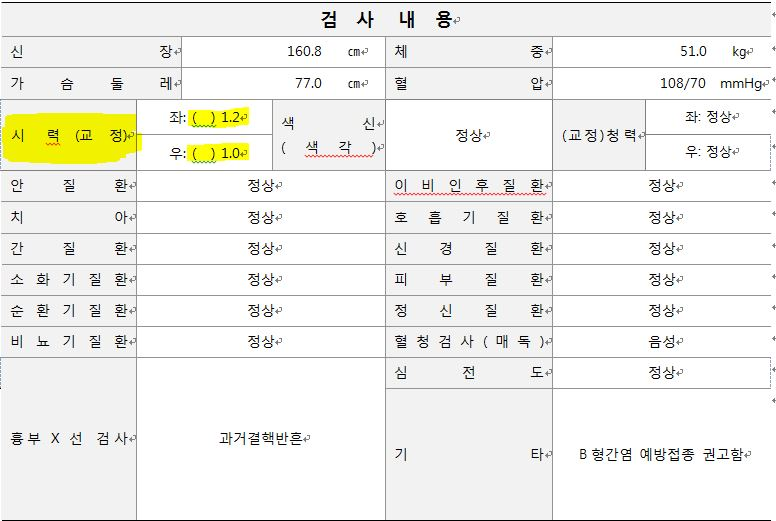 검 사 내 용
신 장 160.8 ㎝ 체 중 51.0 kg
가 슴 둘 레 77.0 ㎝ 혈 압 108/70 mmHg
시 력 (교 정)
좌: ( ) 1.2
우: ( ) 1.0
색 신
( 색 각 )
정상
(교정)청력
좌: 정상
우: 정상
안 질 환 정상 이 비 인 후 질 환 정상
치 아 정상 호 흡 기 질 환 정상
간 질 환 정상 신 경 질 환 정상
소 화 기 질 환 정상 피 부 질 환 정상
순 환 기 질 환 정상 정 신 질 환 정상
비 뇨 기 질 환 정상 혈 청 검 사 ( 매 독 ) 음성
흉 부 X 선 검 사 과거결핵반흔
심 전 도 정상
기 타 B 형간염 예방접종 권고함